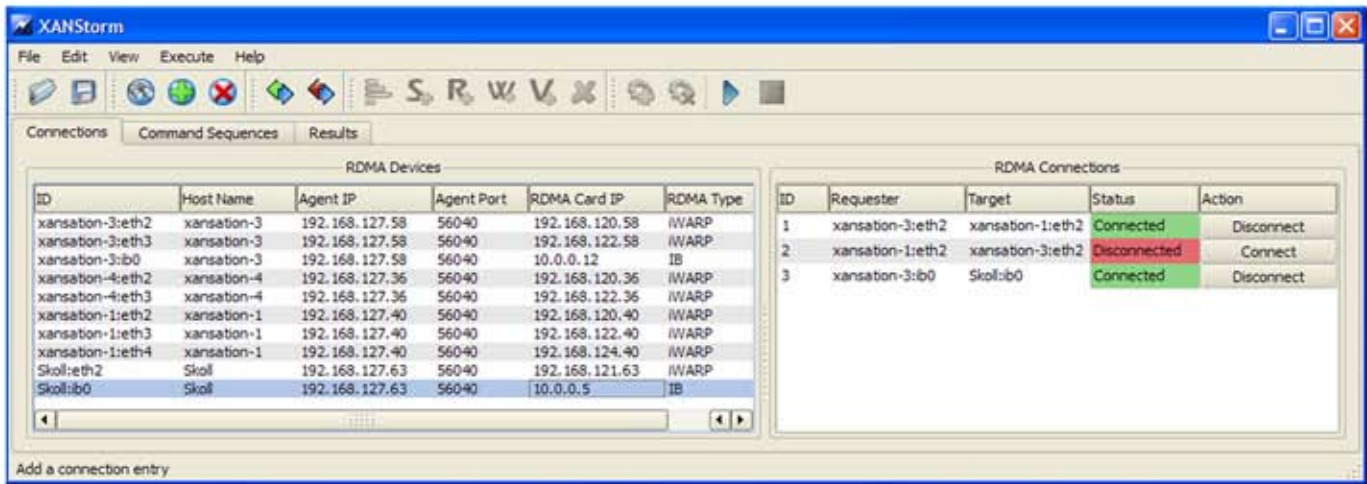 XANStorm
File Edit View Execute Help
S R W V
Connections Command Sequences Results
RDMA Devices
ID Host Name Agent IP Agent Port RDMA Card IP RDMA Type
xansation-3:eth2 xansation-3 192.168.127.58 56040 192.168.120.58 iWARP
xansation-3:eth3 xansation-3 192.168.127.58 56040 192.168.122.58 iWARP
xansation-3:ib0 xansation-3 192.168.127.58 56040 10.0.0.12 IB
xansation-4:eth2 xansation-4 192.168.127.36 56040 192.168.120.36 iWARP
xansation-4:eth3 xansation-4 192.168.127.36 56040 192.168.122.36 iWARP
xansation-1:eth2 xansation-1 192.168.127.40 56040 192.168.120.40 iWARP
xansation-1:eth3 xansation-1 192.168.127.40 56040 192.168.122.40 iWARP
xansation-1:eth4 xansation-1 192.168.127.40 56040 192.168.124.40 iWARP
Skoll:eth2 Skoll 192.168.127.63 56040 192.168.121.63 iWARP
Skoll:ib0 Skoll 192.168.127.63 56040 10.0.0.5 IB
RDMA Connections
ID Requester Target Status Action
1 xansation-3:eth2 xansation-1:eth2 Connected Disconnect
2 xansation-1:eth2 xansation-3:eth2 Disconnected Connect
3 xansation-3:ib0 Skoll:ib0 Connected Disconnect
Add a connection entry